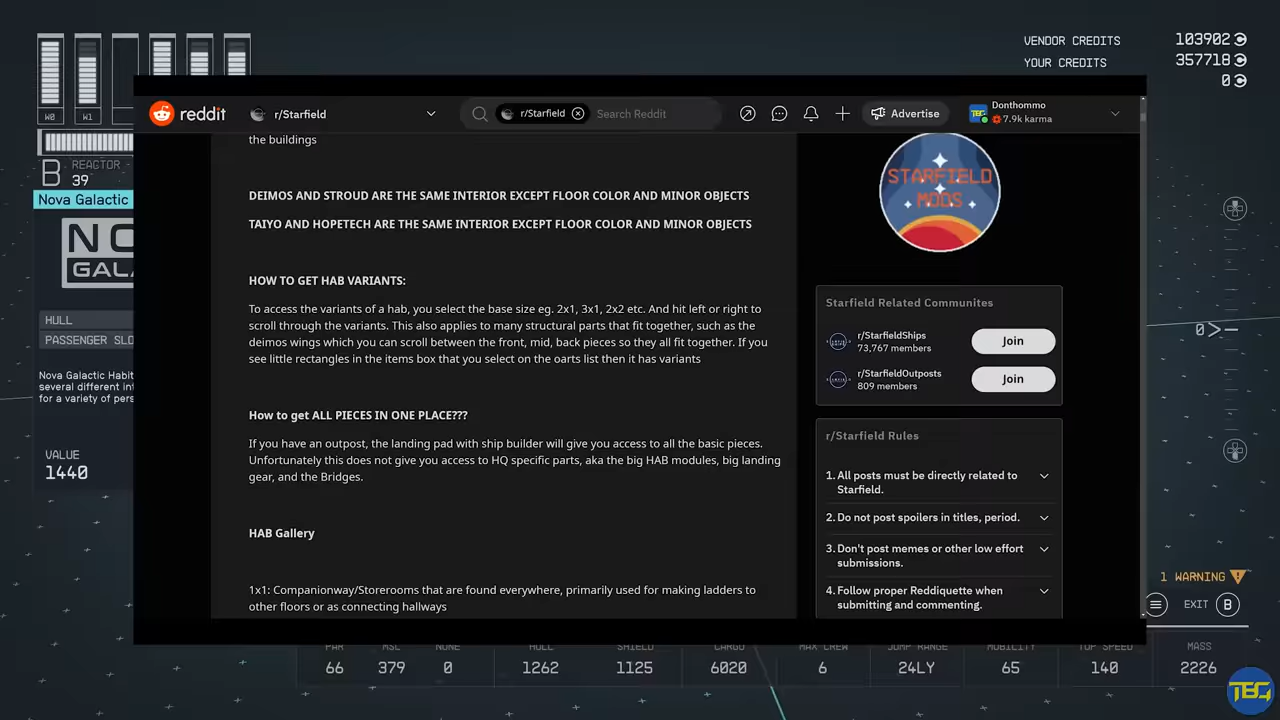 VENDOR CREDITS 103902
YOUR CREDITS 357718
0
W0 W1
B REACTOR
39
Nova Galactic
NO
GAL
HULL
PASSENGER SLO
Nova Galactic Habit
several different int
for a variety of pers
VALUE
1440
reddit r/Starfield r/Starfield Search Reddit Advertise Donthommo
7.9k karma
the buildings
DEIMOS AND STROUD ARE THE SAME INTERIOR EXCEPT FLOOR COLOR AND MINOR OBJECTS
TAIYO AND HOPETECH ARE THE SAME INTERIOR EXCEPT FLOOR COLOR AND MINOR OBJECTS
HOW TO GET HAB VARIANTS:
To access the variants of a hab, you select the base size eg. 2x1, 3x1, 2x2 etc. And hit left or right to
scroll through the variants. This also applies to many structural parts that fit together, such as the
deimos wings which you can scroll between the front, mid, back pieces so they all fit together. If you
see little rectangles in the items box that you select on the oarts list then it has variants
How to get ALL PIECES IN ONE PLACE???
If you have an outpost, the landing pad with ship builder will give you access to all the basic pieces.
Unfortunately this does not give you access to HQ specific parts, aka the big HAB modules, big landing
gear, and the Bridges.
HAB Gallery
1x1: Companionway/Storerooms that are found everywhere, primarily used for making ladders to
other floors or as connecting hallways
STARFIELD
MODS
Starfield Related Communites
r/StarfieldShips
73,767 members
Join
r/StarfieldOutposts
809 members
Join
r/Starfield Rules
1. All posts must be directly related to
Starfield.
2. Do not post spoilers in titles, period.
3. Don't post memes or other low effort
submissions.
4. Follow proper Reddiquette when
submitting and commenting.
0
1 WARNING
EXIT B
PAR MSL NONE HULL SHIELD CARGO MAX CREW JUMP RANGE MOBILITY TOP SPEED MASS
66 379 0 1262 1125 6020 6 24LY 65 140 2226
TBG